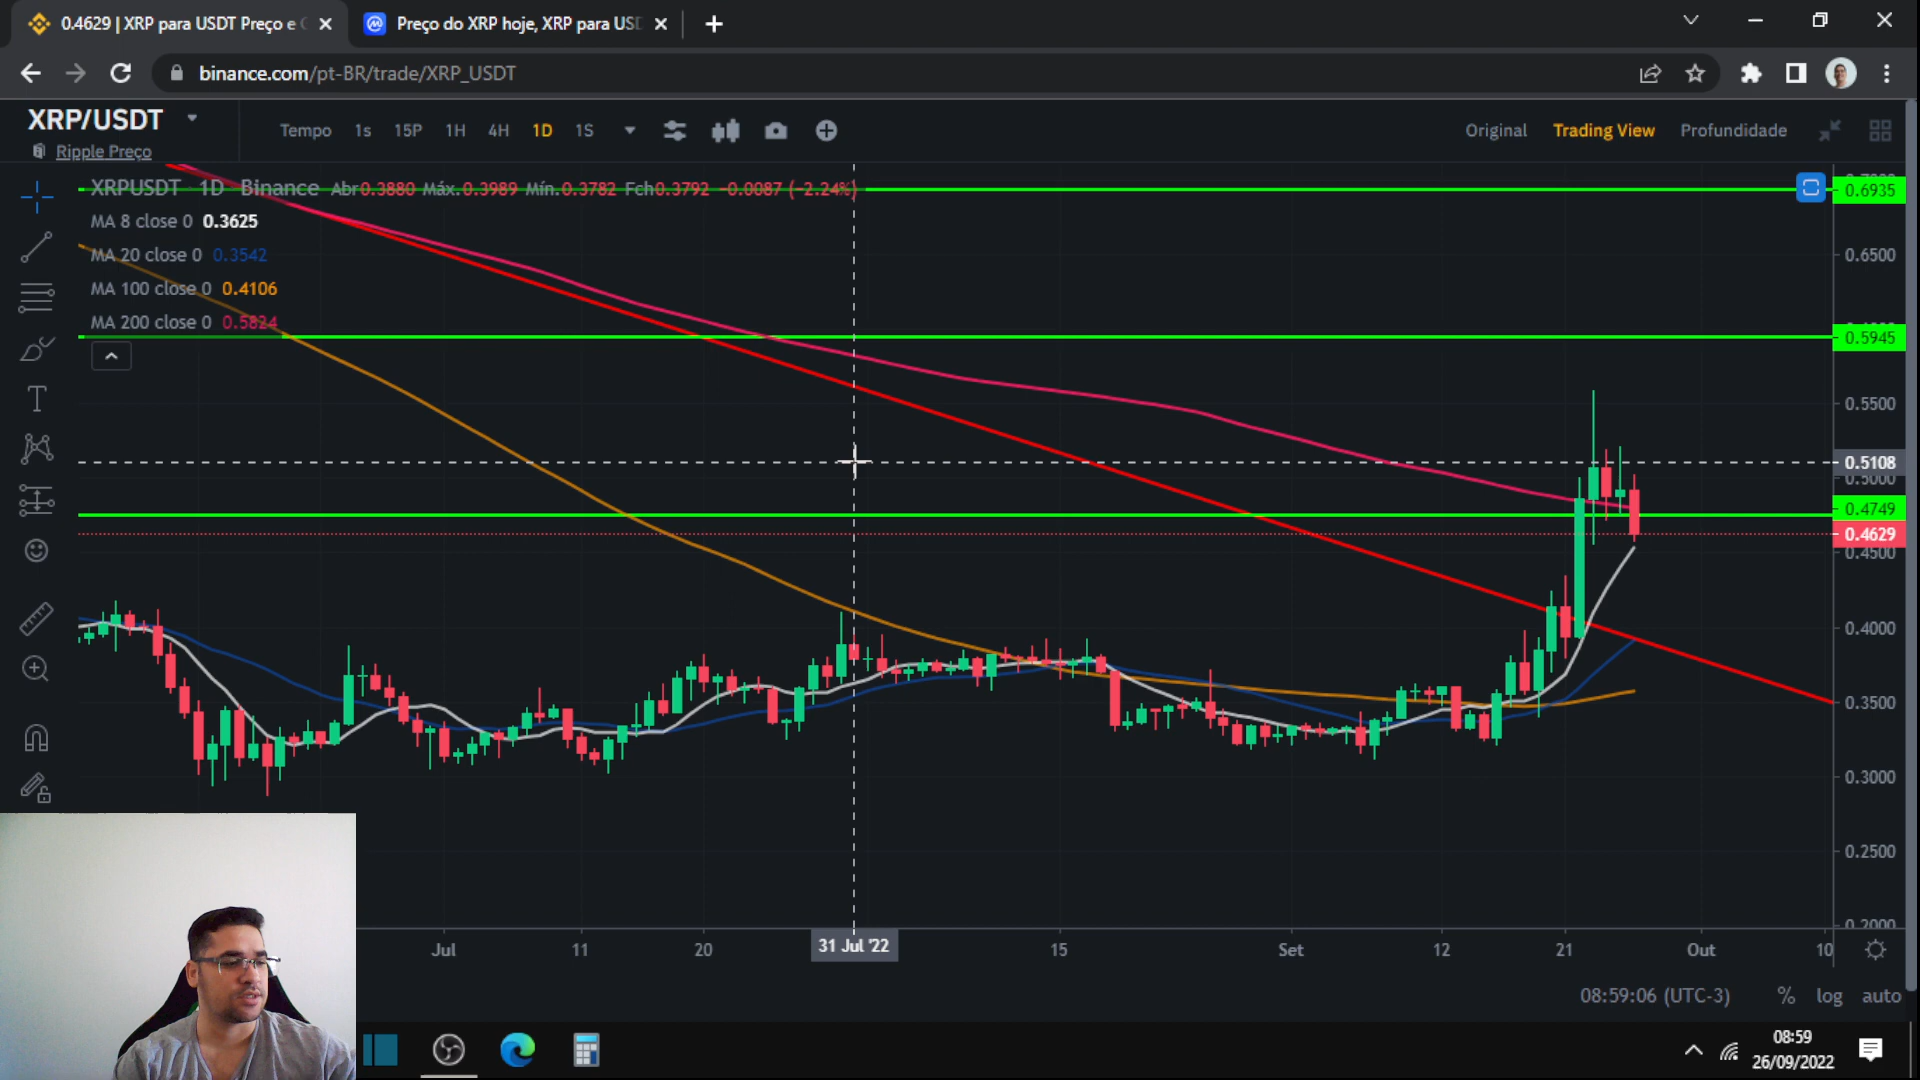 0.4629 | XRP para USDT Preço e
Preço do XRP hoje, XRP para USD
binance.com/pt-BR/trade/XRP_USDT
XRP/USDT
Ripple Preço
Tempo 1s 15P 1H 4H 1D 1S
Original Trading View Profundidade
XRPUSDT 1D Binance Abr0.3880 Máx.0.3989 Mín.0.3782 Fch0.3792 −0.0087 (−2.24%)
MA 8 close 0 0.3625
MA 20 close 0 0.3542
MA 100 close 0 0.4106
MA 200 close 0 0.5824
0.6935
0.6500
0.5945
0.5500
0.5108
0.5000
0.4749
0.4629
0.4500
0.4000
0.3500
0.3000
0.2500
0.2000
Jul 11 20 31 Jul '22 15 Set 12 21 Out 10
08:59:06 (UTC-3) % log auto
08:59
26/09/2022